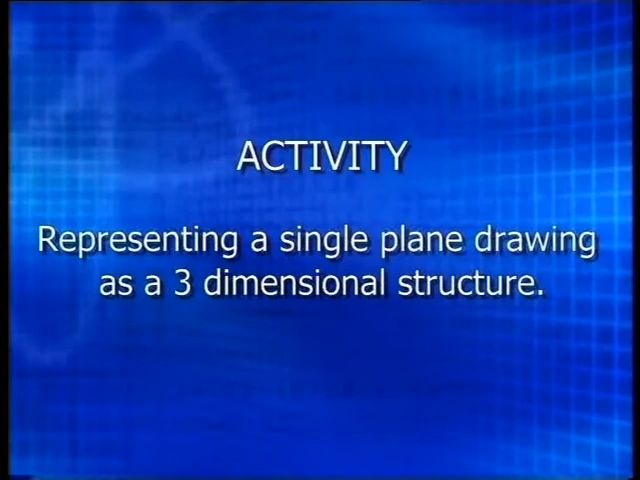 ACTIVITY
Representing a single plane drawing
as a 3 dimensional structure.